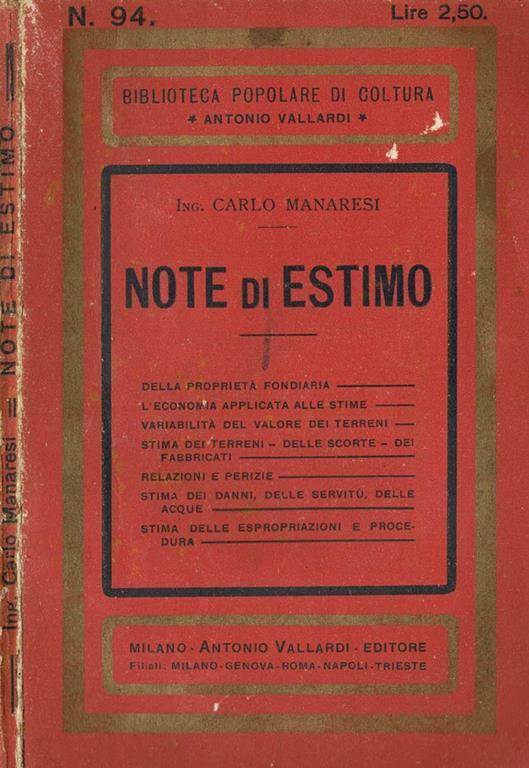 N. 94.
Lire 2,50.
BIBLIOTECA POPOLARE DI COLTURA
* ANTONIO VALLARDI *
ING. CARLO MANARESI
NOTE DI ESTIMO
DELLA PROPRIETÀ FONDIARIA
L'ECONOMIA APPLICATA ALLE STIME
VARIABILITÀ DEL VALORE DEI TERRENI
STIMA DEI TERRENI - DELLE SCORTE - DEI
FABBRICATI
RELAZIONI E PERIZIE
STIMA DEI DANNI, DELLE SERVITÙ, DELLE
ACQUE
STIMA DELLE ESPROPRIAZIONI E PROCE-
DURA
MILANO - ANTONIO VALLARDI - EDITORE
Filiali: MILANO-GENOVA-ROMA-NAPOLI-TRIESTE
Ing. Carlo Manaresi = NOTE DI ESTIMO